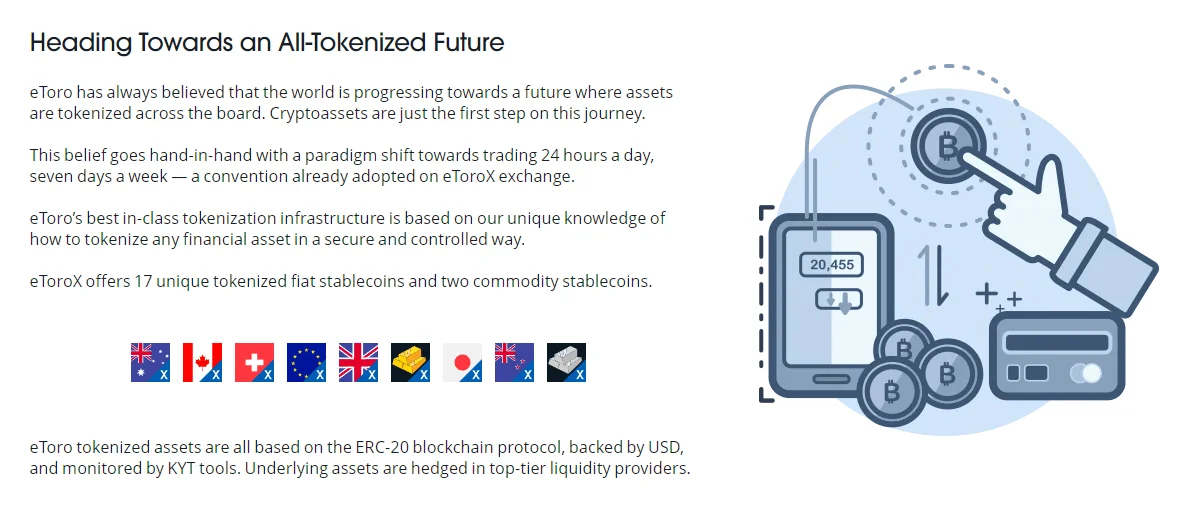 Heading Towards an All-Tokenized Future
eToro has always believed that the world is progressing towards a future where assets
are tokenized across the board. Cryptoassets are just the first step on this journey.
This belief goes hand-in-hand with a paradigm shift towards trading 24 hours a day,
seven days a week — a convention already adopted on eToroX exchange.
eToro’s best in-class tokenization infrastructure is based on our unique knowledge of
how to tokenize any financial asset in a secure and controlled way.
eToroX offers 17 unique tokenized fiat stablecoins and two commodity stablecoins.
X X X X X X X X X
eToro tokenized assets are all based on the ERC-20 blockchain protocol, backed by USD,
and monitored by KYT tools. Underlying assets are hedged in top-tier liquidity providers.
20,455